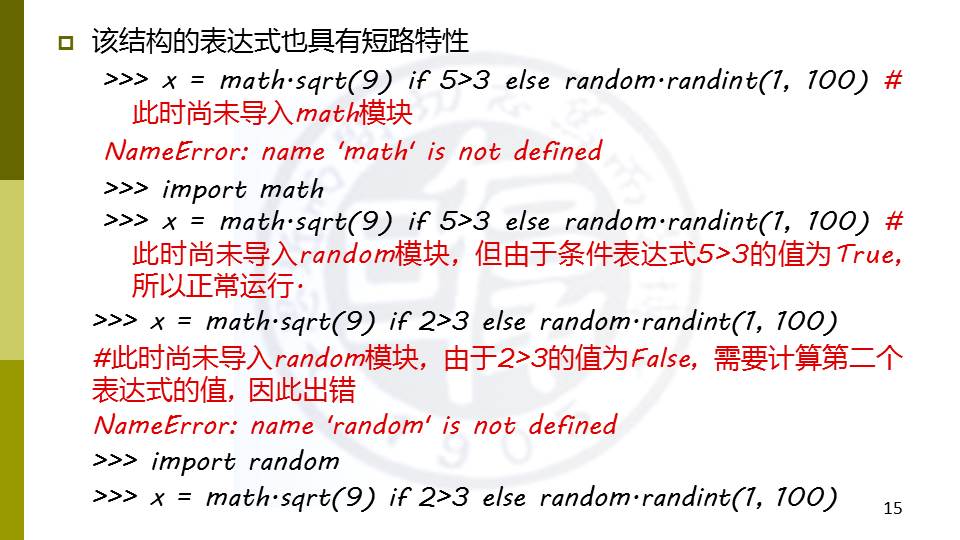 该结构的表达式也具有短路特性
>>> x = math.sqrt(9) if 5>3 else random.randint(1, 100) #
此时尚未导入math模块
NameError: name 'math' is not defined
>>> import math
>>> x = math.sqrt(9) if 5>3 else random.randint(1, 100) #
此时尚未导入random模块，但由于条件表达式5>3的值为True，
所以正常运行.
>>> x = math.sqrt(9) if 2>3 else random.randint(1, 100)
#此时尚未导入random模块，由于2>3的值为False，需要计算第二个
表达式的值，因此出错
NameError: name 'random' is not defined
>>> import random
>>> x = math.sqrt(9) if 2>3 else random.randint(1, 100)
15